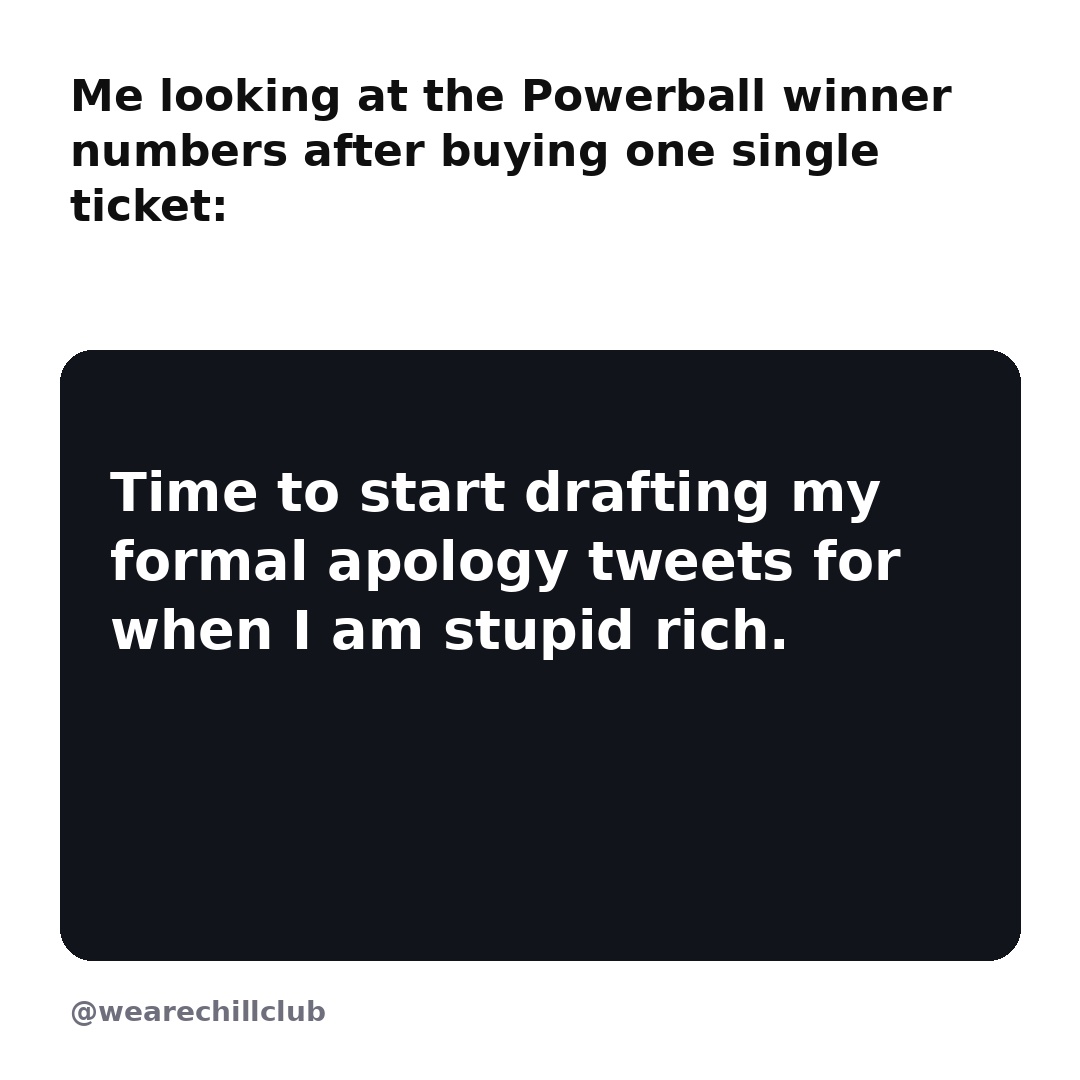 Me looking at the Powerball winner
numbers after buying one single
ticket:
Time to start drafting my
formal apology tweets for
when I am stupid rich.
@wearechillclub